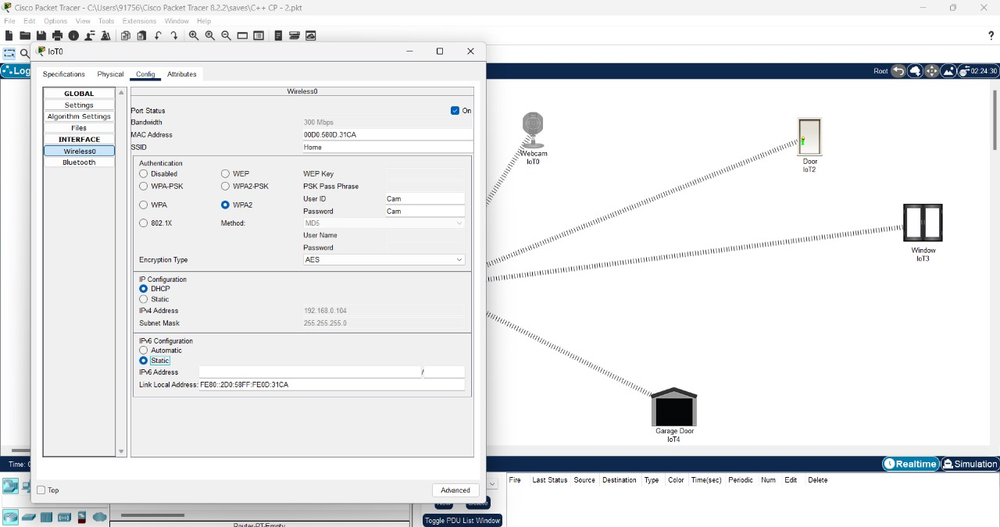 Cisco Packet Tracer - C:\Users\91756\Cisco Packet Tracer 8.2.2\saves\C++ CP - 2.pkt
File Edit Options View Tools Extensions Window Help
?
IoT0
Log
Root 02:24:30
Specifications Physical Config Attributes
GLOBAL
Settings
Algorithm Settings
Files
INTERFACE
Wireless0
Bluetooth
Wireless0
Port Status On
Bandwidth 300 Mbps
MAC Address 00D0.580D.31CA
SSID Home
Authentication
Disabled WEP WEP Key
WPA-PSK WPA2-PSK PSK Pass Phrase
User ID Cam
WPA WPA2
Password Cam
802.1X Method: MD5
User Name
Password
Encryption Type AES
IP Configuration
DHCP
Static
IPv4 Address 192.168.0.104
Subnet Mask 255.255.255.0
IPv6 Configuration
Automatic
Static
IPv6 Address /
Link Local Address: FE80::2D0:58FF:FE0D:31CA
Top Advanced
Webcam
IoT0
Door
IoT2
Window
IoT3
Garage Door
IoT4
Time: Realtime Simulation
Fire Last Status Source Destination Type Color Time(sec) Periodic Num Edit Delete
New Delete
Toggle PDU List Window
Router-PT-Empty